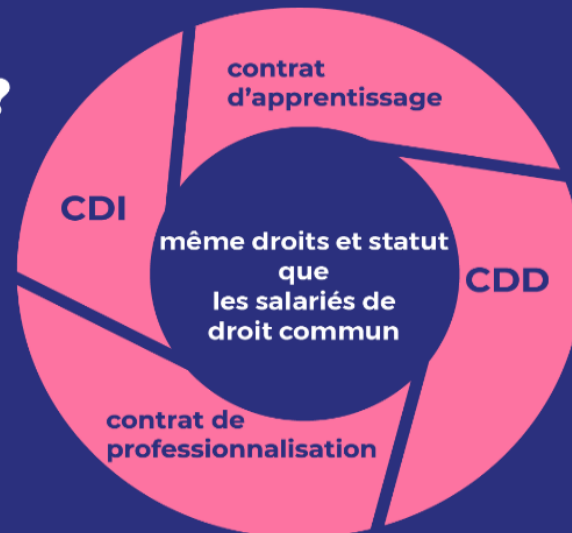 ?
contrat
d'apprentissage
CDI
même droits et statut
que
les salariés de
droit commun
CDD
contrat de
professionnalisation